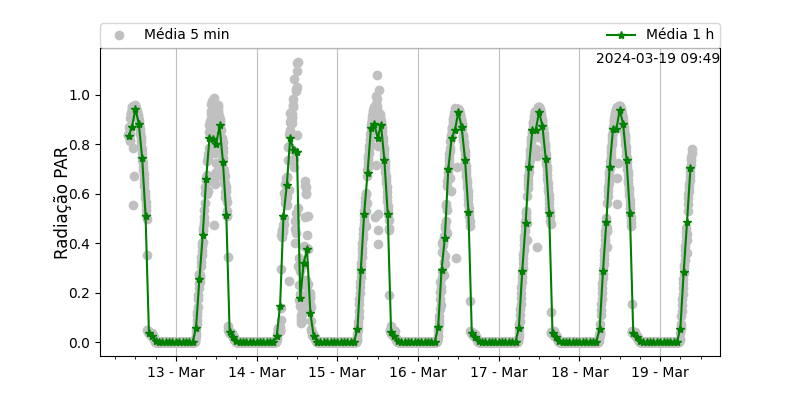 Média 5 min
Média 1 h
2024-03-19 09:49
Radiação PAR
1.0
0.8
0.6
0.4
0.2
0.0
13 - Mar
14 - Mar
15 - Mar
16 - Mar
17 - Mar
18 - Mar
19 - Mar